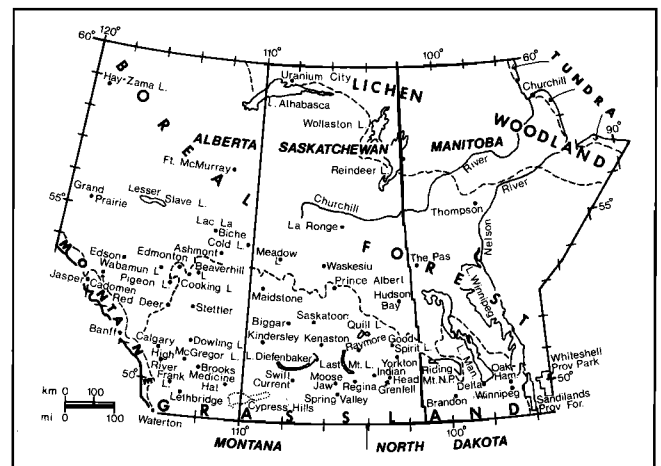 120°
60°
110°
100°
60°
TUNDRA
BOREAL
Hay-Zama L.
Uranium City
LICHEN
Churchill
L. Alhabasca
WOODLAND
90°
Wollaston L.
ALBERTA
SASKATCHEWAN
MANITOBA
Ft. McMurray
Reindeer L.
River
River
Grand
Prairie
Lesser
Slave L.
Churchill
Thompson
55°
55°
Lac La
Biche
La Ronge
Nelson
Cold L.
FOREST
Ashmont
Meadow
The Pas
MONTANE
Edson
Edmonton
Beaverhill
Waskesiu
Wabamun L.
Jasper
Cadomen
Pigeon L.
Cooking L.
Prince Albert
L. Winnipeg
Red Deer
Maidstone
Hudson
Bay
Stettler
Saskatoon
Biggar
Quill L.
Banff
Calgary
Dowling L.
Kindersley
Kenaston
Raymore
Good
Spirit L.
High
River
McGregor L.
L. Diefenbaker
Last
Mt. L.
Yorkton
Riding
Mt. N.P.
L. Man.
Oak
Ham.
Whiteshell
Prov Park
50°
50°
Brooks
Swill
Current
Moose
Jaw
Indian
Head
Delta
Frank
L.
Medicine
Hat
Regina
Grenfell
Winnipeg
km
0
100
mi
0
100
Lethbridge
Spring Valley
Brandon
Sandilands
Prov For.
Cypress Hills
Waterton
GRASSLAND
110°
100°
MONTANA
NORTH DAKOTA